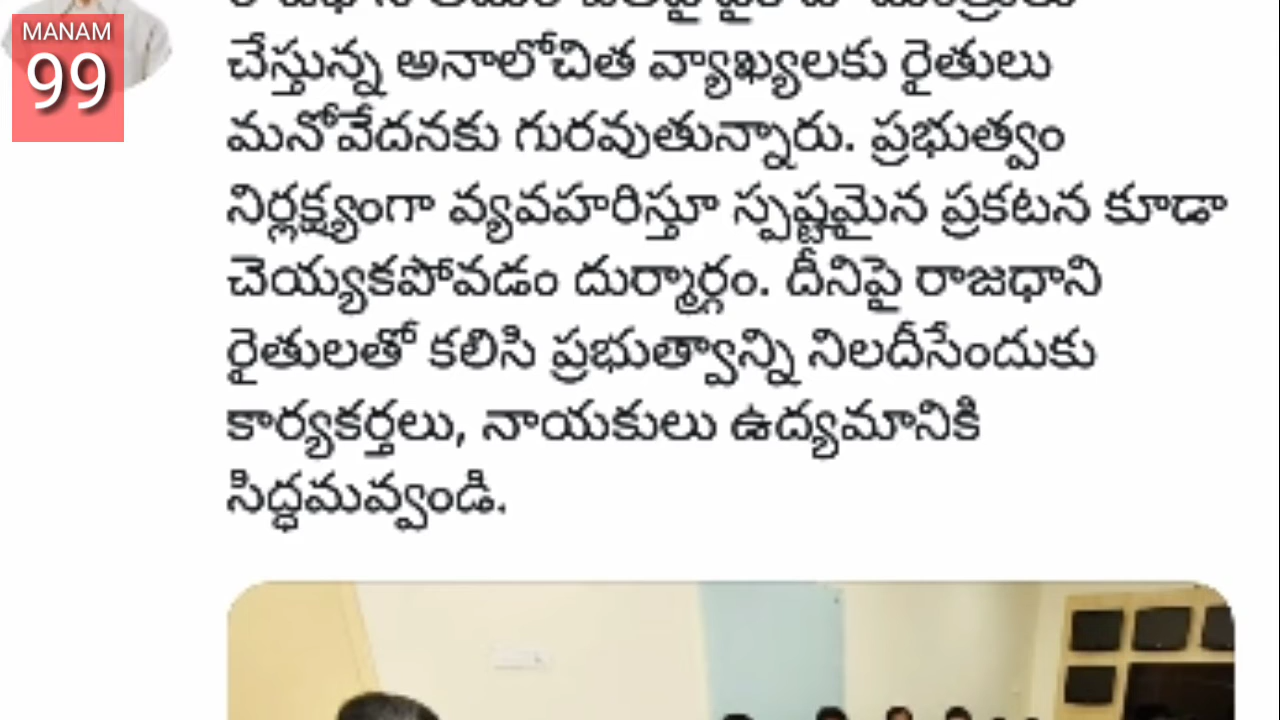 MANAM
99
చేస్తున్న అనాలోచిత వ్యాఖ్యలకు రైతులు
మనోవేదనకు గురవుతున్నారు. ప్రభుత్వం
నిర్లక్ష్యంగా వ్యవహరిస్తూ స్పష్టమైన ప్రకటన కూడా
చెయ్యకపోవడం దుర్మార్గం. దీనిపై రాజధాని
రైతులతో కలిసి ప్రభుత్వాన్ని నిలదీసేందుకు
కార్యకర్తలు, నాయకులు ఉద్యమానికి
సిద్ధమవ్వండి.